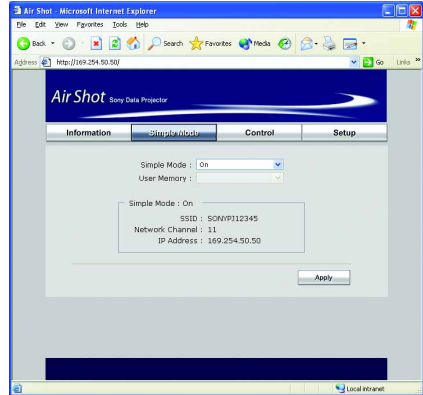 Air Shot - Microsoft Internet Explorer
File Edit View Favorites Tools Help
Back Search Favorites Media
Address http://169.254.50.50/ Go Links »
Air Shot Sony Data Projector
Information Simple Mode Control Setup
Simple Mode : On
User Memory :
Simple Mode : On
SSID : SONYPJ12345
Network Channel : 11
IP Address : 169.254.50.50
Apply
Local intranet